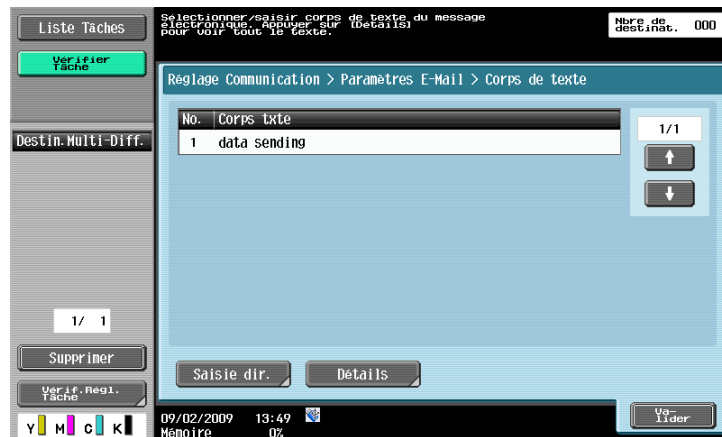 Liste Tâches
Sélectionner/saisir corps de texte du message
électronique. Appuyer sur [Détails]
pour voir tout le texte.
Nbre de
destinat. 000
Vérifier
Tâche
Réglage Communication > Paramètres E-Mail > Corps de texte
No. Corps txte
1 data sending
1/1
Destin.Multi-Diff.
1/ 1
Supprimer
Saisie dir.
Détails
Vérif.Régl.
Tâche
Y M C K
09/02/2009 13:49
Mémoire 0%
Va-
lider